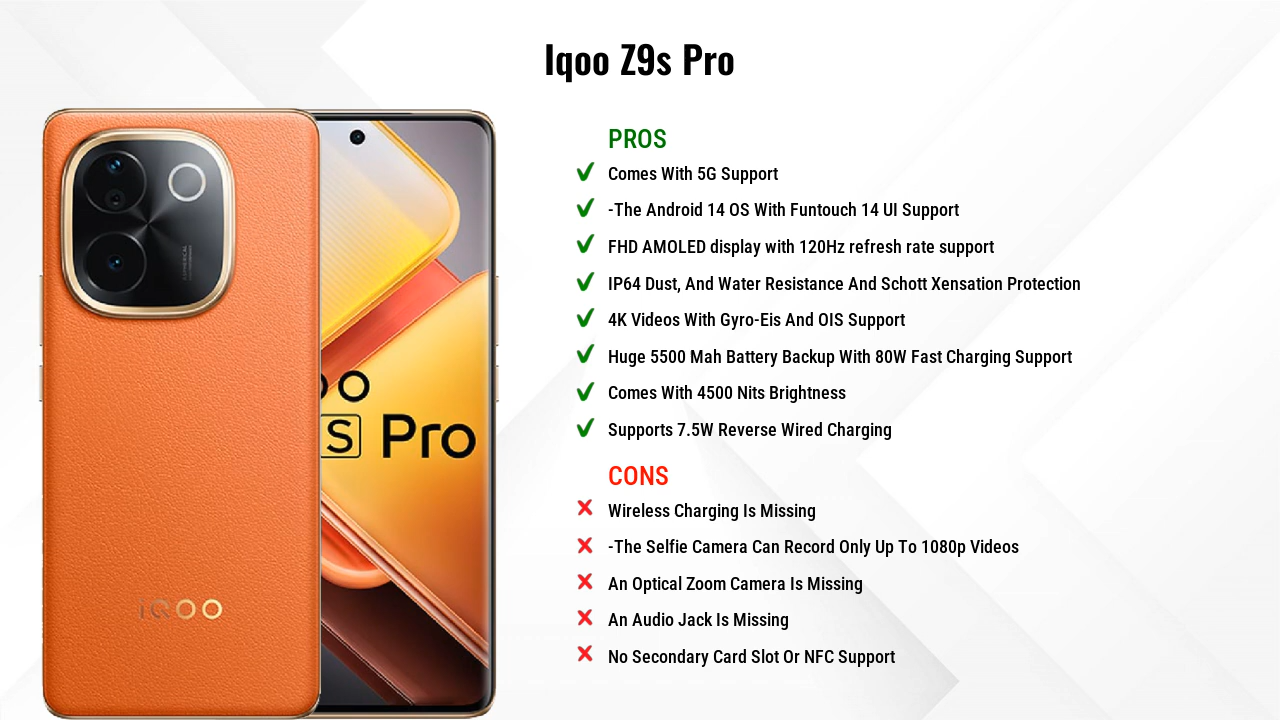 Iqoo Z9s Pro
PROS
Comes With 5G Support
-The Android 14 OS With Funtouch 14 UI Support
FHD AMOLED display with 120Hz refresh rate support
IP64 Dust, And Water Resistance And Schott Xensation Protection
4K Videos With Gyro-Eis And OIS Support
Huge 5500 Mah Battery Backup With 80W Fast Charging Support
Comes With 4500 Nits Brightness
Supports 7.5W Reverse Wired Charging
CONS
Wireless Charging Is Missing
-The Selfie Camera Can Record Only Up To 1080p Videos
An Optical Zoom Camera Is Missing
An Audio Jack Is Missing
No Secondary Card Slot Or NFC Support
iQOO
oo
S Pro